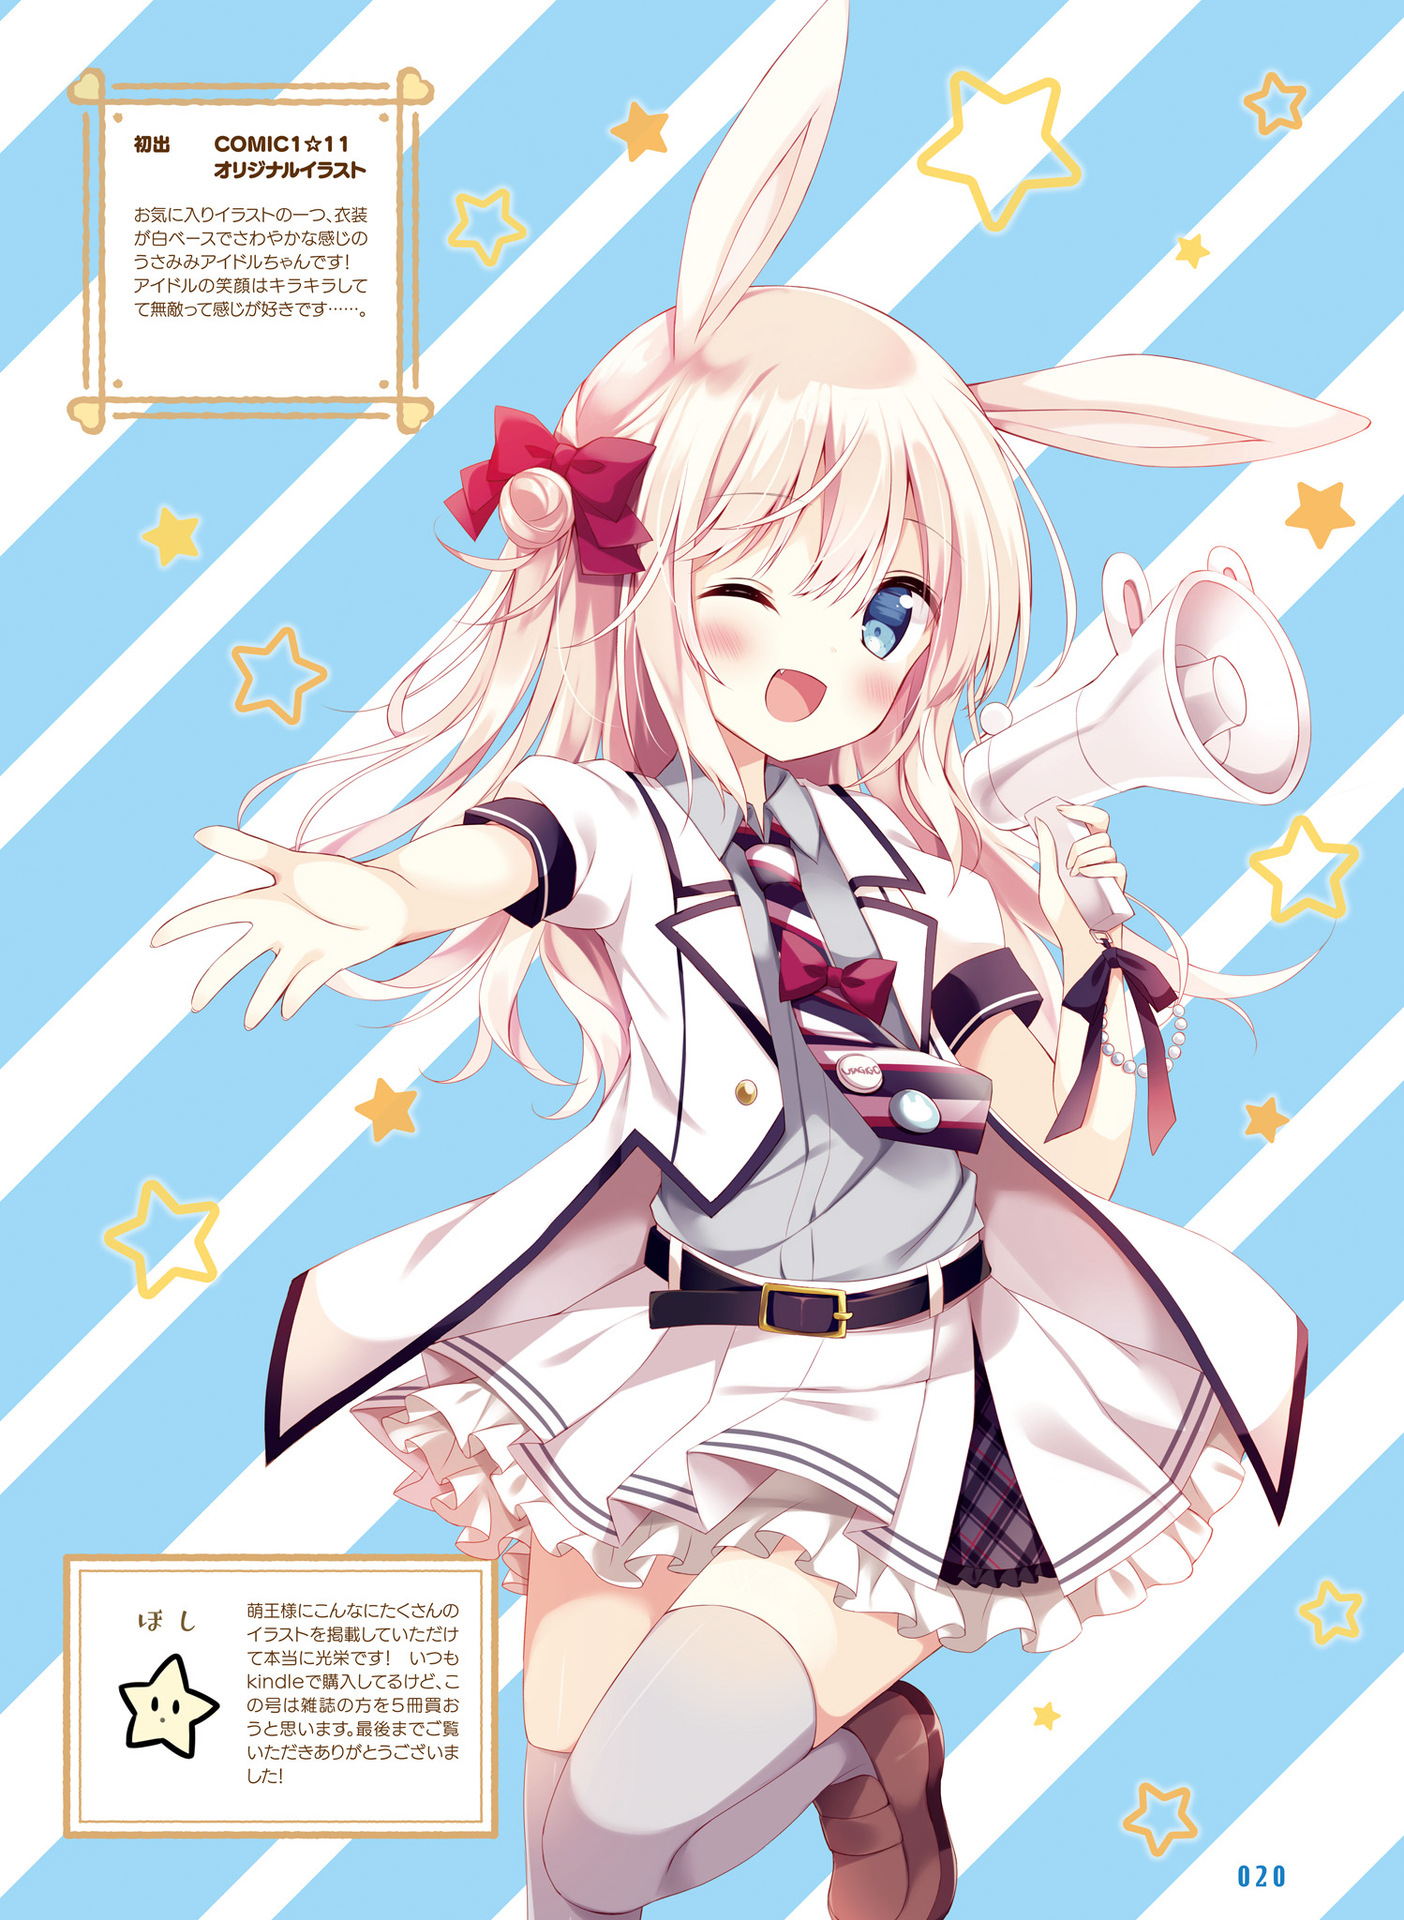 初出 COMIC1☆11
オリジナルイラスト
お気に入りイラストの一つ、衣装
が白ベースでさわやかな感じの
うさみみアイドルちゃんです!
アイドルの笑顔はキラキラして
て無敵って感じが好きです……。
USAGIGO
ほし
萌王様にこんなにたくさんの
イラストを掲載していただけ
て本当に光栄です! いつも
kindleで購入してるけど、こ
の号は雑誌の方を5冊買お
うと思います。最後までご覧
いただきありがとうございま
した!
020